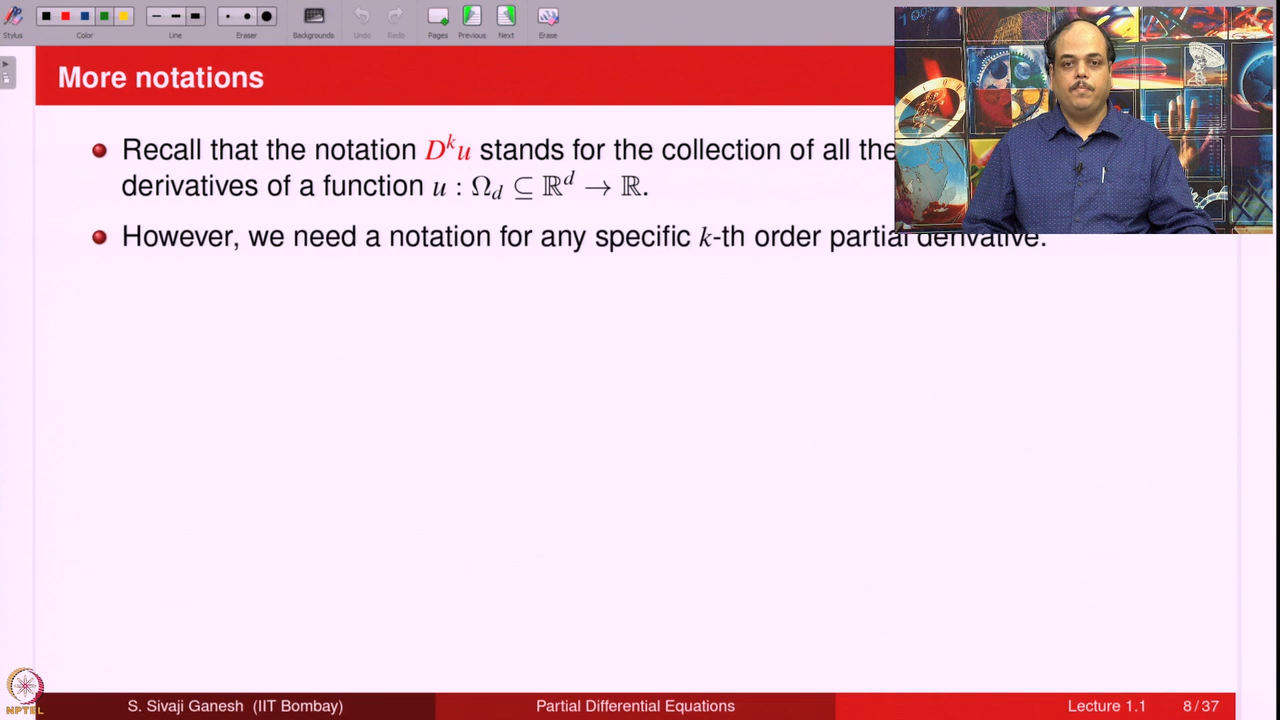 Stylus Color Line Eraser Backgrounds Undo Redo Pages Previous Next Erase
More notations
Recall that the notation Dᵏu stands for the collection of all the
derivatives of a function u : Ω_d ⊆ ℝᵈ → ℝ.
However, we need a notation for any specific k-th order partial derivative.
S. Sivaji Ganesh (IIT Bombay) Partial Differential Equations Lecture 1.1 8 / 37
NPTEL